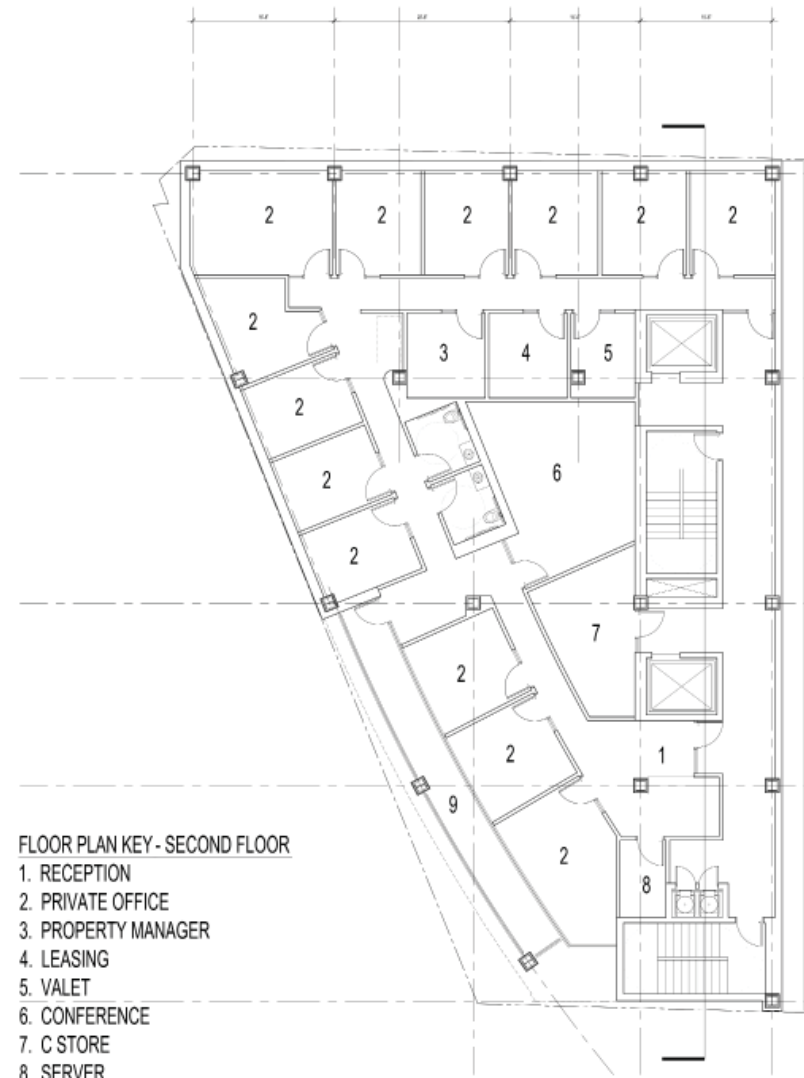 2 2 2 2 2 2
2
3 4 5
2
2
6
2
7
2
1
2
9
2
8
FLOOR PLAN KEY - SECOND FLOOR
1. RECEPTION
2. PRIVATE OFFICE
3. PROPERTY MANAGER
4. LEASING
5. VALET
6. CONFERENCE
7. C STORE
8. SERVER